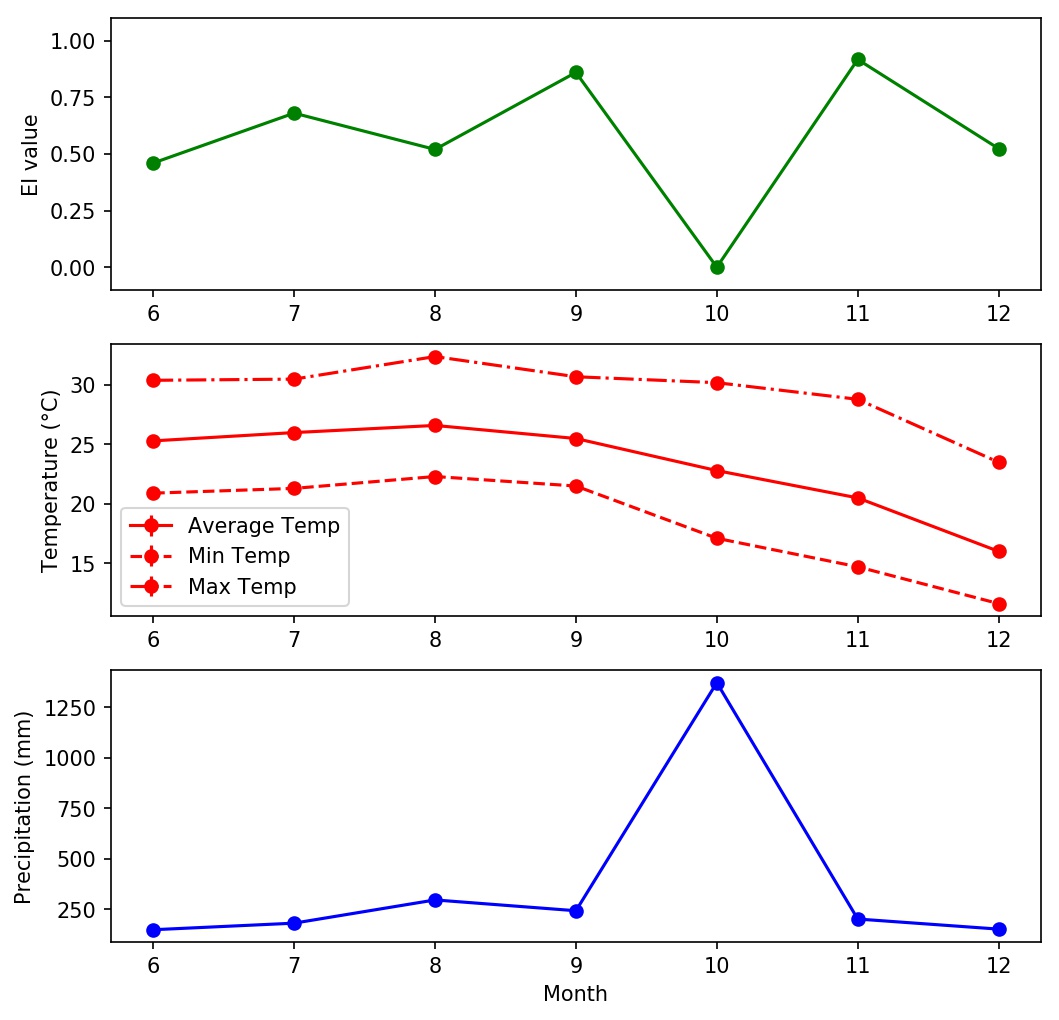 EI value
1.00
0.75
0.50
0.25
0.00
6 7 8 9 10 11 12
Temperature (°C)
30
25
20
15
Average Temp
Min Temp
Max Temp
6 7 8 9 10 11 12
Precipitation (mm)
1250
1000
750
500
250
6 7 8 9 10 11 12
Month